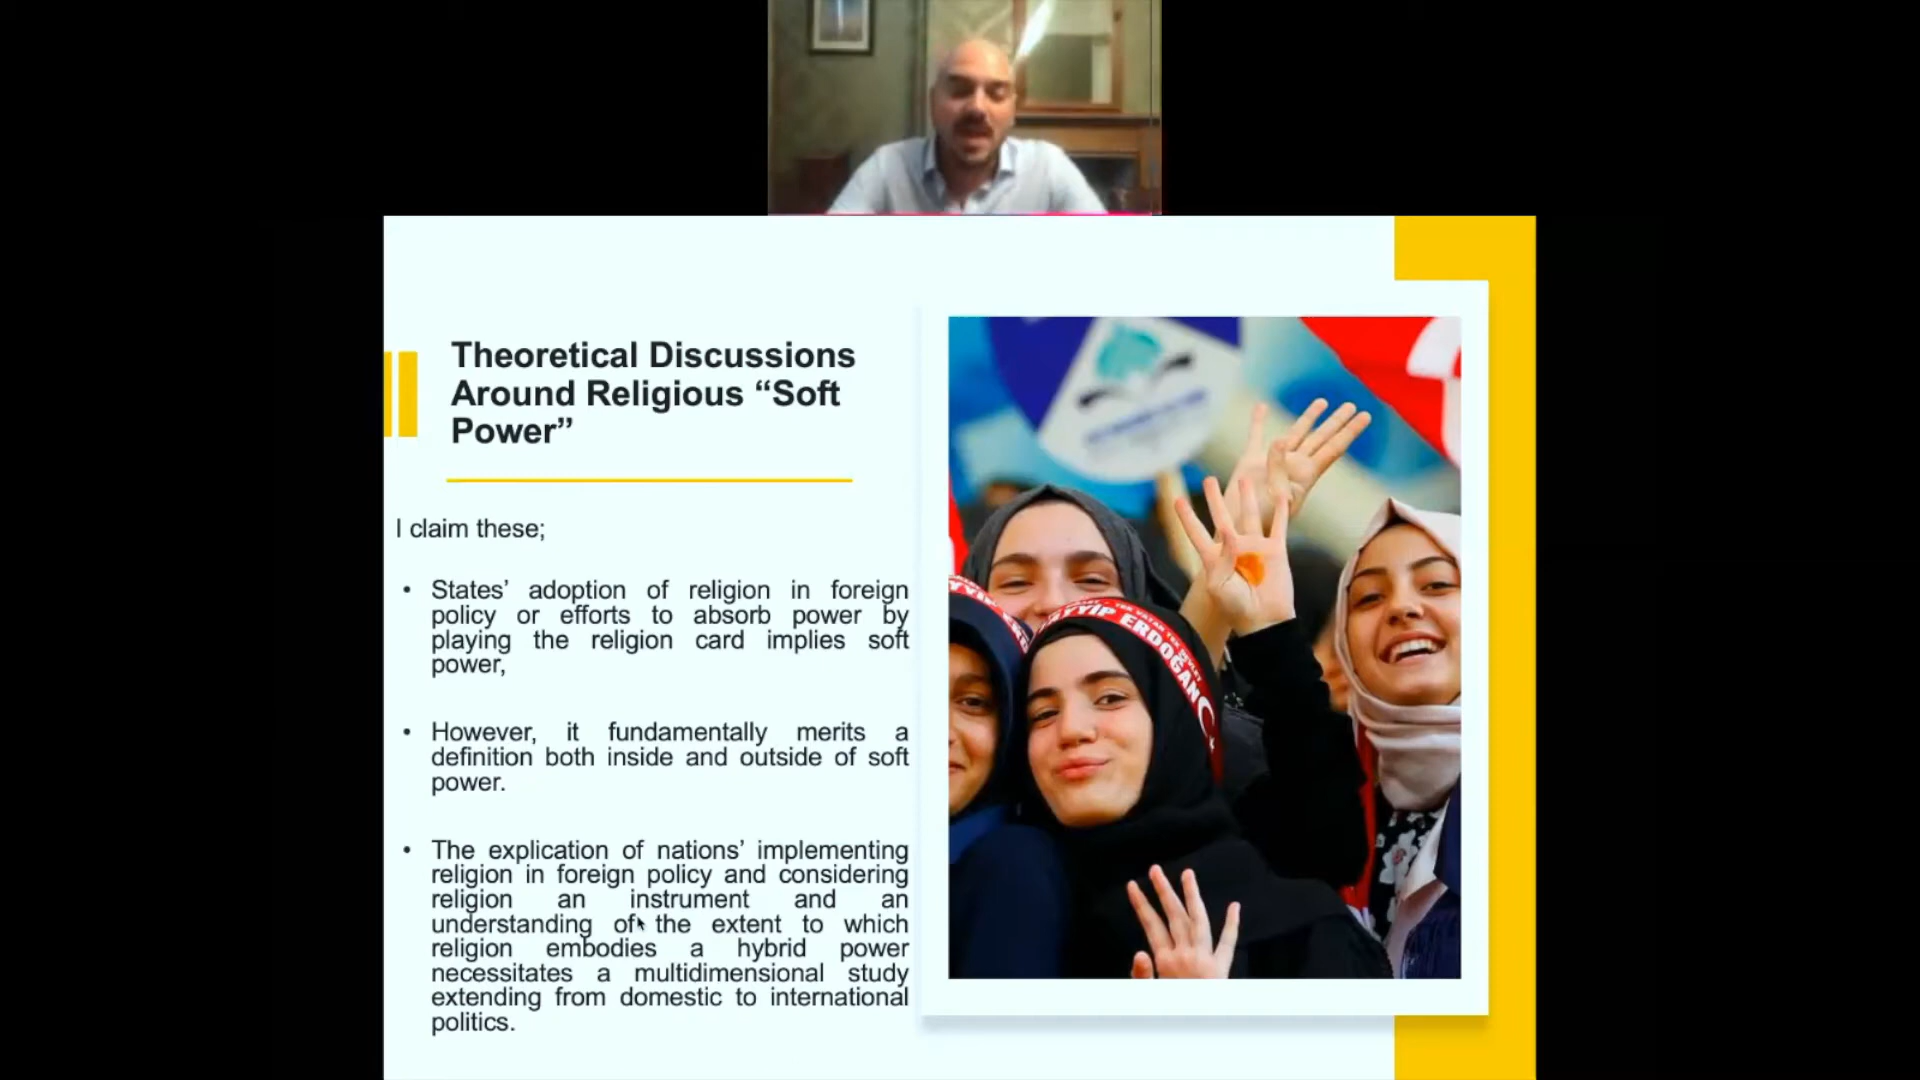 Theoretical Discussions
Around Religious “Soft
Power”
I claim these;
• States’ adoption of religion in foreign
policy or efforts to absorb power by
playing the religion card implies soft
power,
• However, it fundamentally merits a
definition both inside and outside of soft
power.
• The explication of nations’ implementing
religion in foreign policy and considering
religion an instrument and an
understanding of the extent to which
religion embodies a hybrid power
necessitates a multidimensional study
extending from domestic to international
politics.
ERDOĞAN